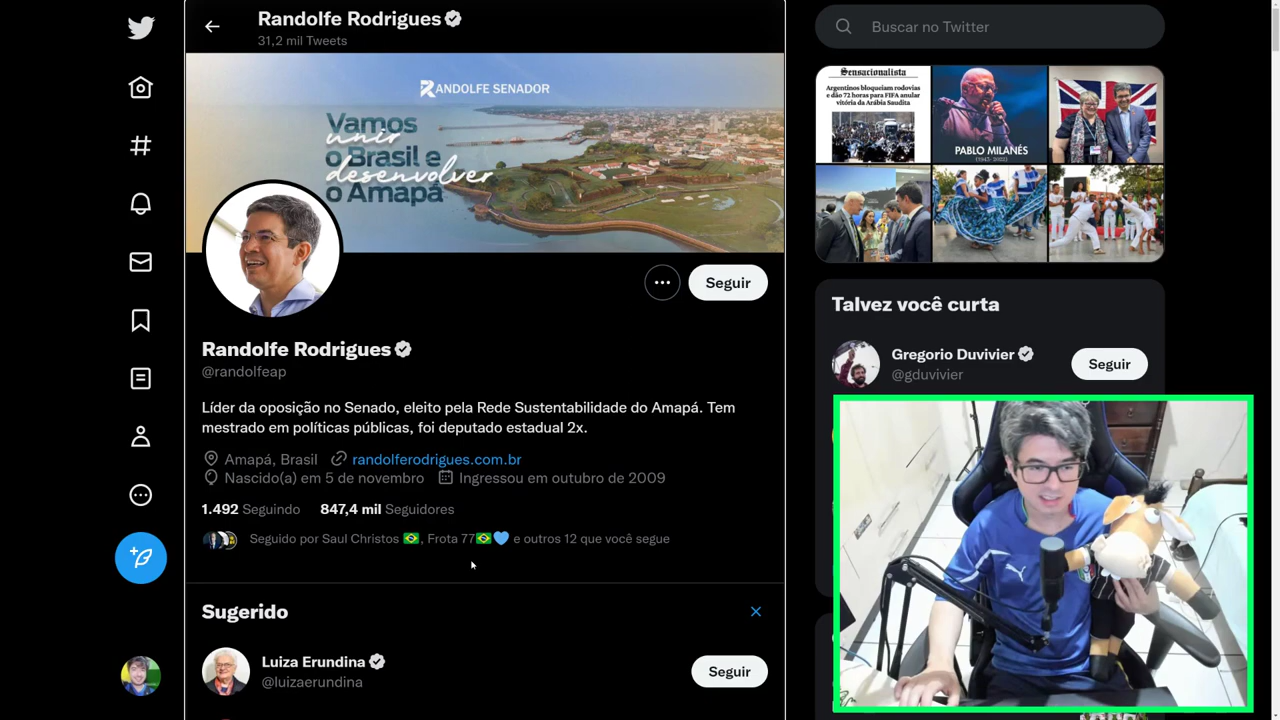 Randolfe Rodrigues
31,2 mil Tweets
RANDOLFE SENADOR
Vamos
unir
o Brasil e
desenvolver
o Amapá
Seguir
Randolfe Rodrigues
@randolfeap
Líder da oposição no Senado, eleito pela Rede Sustentabilidade do Amapá. Tem
mestrado em políticas públicas, foi deputado estadual 2x.
Amapá, Brasil randolferodrigues.com.br
Nascido(a) em 5 de novembro Ingressou em outubro de 2009
1.492 Seguindo 847,4 mil Seguidores
Seguido por Saul Christos 🇧🇷, Frota 77🇧🇷💙 e outros 12 que você segue
Sugerido
Luiza Erundina
@luizaerundina
Seguir
Buscar no Twitter
Sensacionalista
Argentinos bloqueiam rodovias
e dão 72 horas para FIFA anular
vitória da Arábia Saudita
PABLO MILANÉS
(1943-2022)
Talvez você curta
Gregorio Duvivier
@gduvivier
Seguir